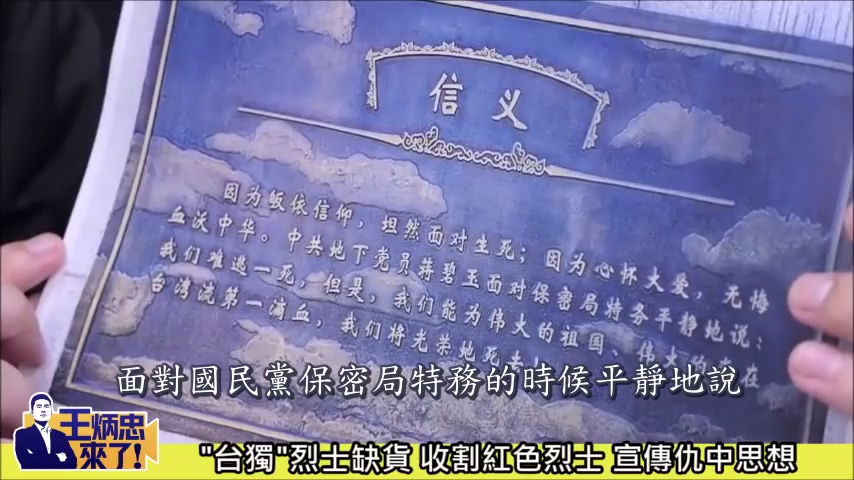 信 义
因为皈依信仰，坦然面对生死；因为心怀大爱，无悔
血沃中华。中共地下党员蒋碧玉面对保密局特务平静地说：
我们难逃一死，但是，我们能为伟大的祖国、伟大的
台湾流第一滴血，我们将光荣地死去
面對國民黨保密局特務的時候平靜地說
王炳忠
來了!
"台獨"烈士缺貨 收割紅色烈士 宣傳仇中思想